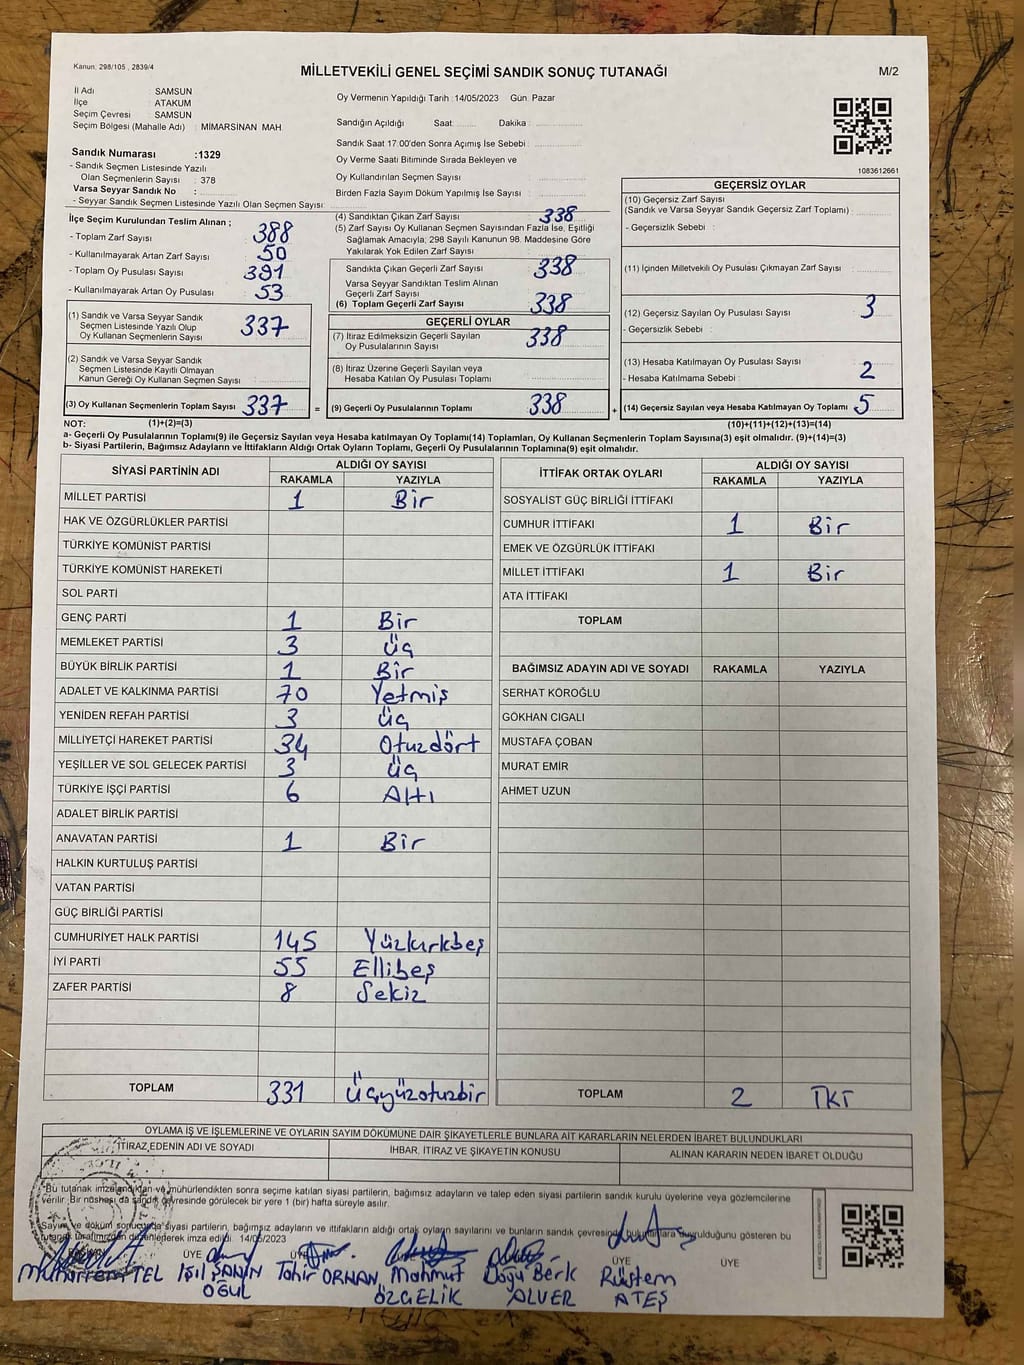 Kanun: 298/105 , 2839/4
MİLLETVEKİLİ GENEL SEÇİMİ SANDIK SONUÇ TUTANAĞI
M/2
İl Adı SAMSUN
İlçe ATAKUM
Seçim Çevresi SAMSUN
Seçim Bölgesi (Mahalle Adı) : MİMARSİNAN MAH.
Sandık Numarası :1329
- Sandık Seçmen Listesinde Yazılı
Olan Seçmenlerin Sayısı : 378
Varsa Seyyar Sandık No :
- Seyyar Sandık Seçmen Listesinde Yazılı Olan Seçmen Sayısı:
Oy Vermenin Yapıldığı Tarih :14/05/2023 Gün: Pazar
Sandığın Açıldığı Saat: Dakika :
Sandık Saat 17.00'den Sonra Açımış İse Sebebi :
Oy Verme Saati Bitiminde Sırada Bekleyen ve
Oy Kullandırılan Seçmen Sayısı :
Birden Fazla Sayım Döküm Yapılmış İse Sayısı :
1083612661
İlçe Seçim Kurulundan Teslim Alınan ;
- Toplam Zarf Sayısı : 388
- Kullanılmayarak Artan Zarf Sayısı : 50
- Toplam Oy Pusulası Sayısı : 391
- Kullanılmayarak Artan Oy Pusulası : 53
(1) Sandık ve Varsa Seyyar Sandık
Seçmen Listesinde Yazılı Olup
Oy Kullanan Seçmenlerin Sayısı : 337
(2) Sandık ve Varsa Seyyar Sandık
Seçmen Listesinde Kayıtlı Olmayan
Kanun Gereği Oy Kullanan Seçmen Sayısı :
(3) Oy Kullanan Seçmenlerin Toplam Sayısı : 337
(4) Sandıktan Çıkan Zarf Sayısı : 338
(5) Zarf Sayısı Oy Kullanan Seçmen Sayısından Fazla İse, Eşitliği
Sağlamak Amacıyla, 298 Sayılı Kanunun 98. Maddesine Göre
Yakılarak Yok Edilen Zarf Sayısı :
Sandıkta Çıkan Geçerli Zarf Sayısı : 338
Varsa Seyyar Sandıktan Teslim Alınan
Geçerli Zarf Sayısı :
(6) Toplam Geçerli Zarf Sayısı : 338
GEÇERLİ OYLAR
(7) İtiraz Edilmeksizin Geçerli Sayılan
Oy Pusulalarının Sayısı : 338
(8) İtiraz Üzerine Geçerli Sayılan veya
Hesaba Katılan Oy Pusulası Toplamı :
= (9) Geçerli Oy Pusulalarının Toplamı : 338
GEÇERSİZ OYLAR
(10) Geçersiz Zarf Sayısı
(Sandık ve Varsa Seyyar Sandık Geçersiz Zarf Toplamı) :
- Geçersizlik Sebebi :
(11) İçinden Milletvekili Oy Pusulası Çıkmayan Zarf Sayısı :
(12) Geçersiz Sayılan Oy Pusulası Sayısı : 3
- Geçersizlik Sebebi :
(13) Hesaba Katılmayan Oy Pusulası Sayısı : 2
- Hesaba Katılmama Sebebi :
+ (14) Geçersiz Sayılan veya Hesaba Katılmayan Oy Toplamı : 5
NOT: (1)+(2)=(3) (10)+(11)+(12)+(13)=(14)
a- Geçerli Oy Pusulalarının Toplamı(9) ile Geçersiz Sayılan veya Hesaba katılmayan Oy Toplamı(14) Toplamları, Oy Kullanan Seçmenlerin Toplam Sayısına(3) eşit olmalıdır. (9)+(14)=(3)
b- Siyasi Partilerin, Bağımsız Adayların ve İttifakların Aldığı Ortak Oyların Toplamı, Geçerli Oy Pusulalarının Toplamına(9) eşit olmalıdır.
SİYASİ PARTİNİN ADI ALDIĞI OY SAYISI
RAKAMLA YAZIYLA
MİLLET PARTİSİ 1 Bir
HAK VE ÖZGÜRLÜKLER PARTİSİ
TÜRKİYE KOMÜNİST PARTİSİ
TÜRKİYE KOMÜNİST HAREKETİ
SOL PARTİ
GENÇ PARTİ 1 Bir
MEMLEKET PARTİSİ 3 Üç
BÜYÜK BİRLİK PARTİSİ 1 Bir
ADALET VE KALKINMA PARTİSİ 70 Yetmiş
YENİDEN REFAH PARTİSİ 3 Üç
MİLLİYETÇİ HAREKET PARTİSİ 34 Otuzdört
YEŞİLLER VE SOL GELECEK PARTİSİ 3 Üç
TÜRKİYE İŞÇİ PARTİSİ 6 Altı
ADALET BİRLİK PARTİSİ
ANAVATAN PARTİSİ 1 Bir
HALKIN KURTULUŞ PARTİSİ
VATAN PARTİSİ
GÜÇ BİRLİĞİ PARTİSİ
CUMHURİYET HALK PARTİSİ 145 Yüzkırkbeş
İYİ PARTİ 55 Ellibeş
ZAFER PARTİSİ 8 Sekiz
TOPLAM 331 Üçyüzotuzbir
İTTİFAK ORTAK OYLARI ALDIĞI OY SAYISI
RAKAMLA YAZIYLA
SOSYALİST GÜÇ BİRLİĞİ İTTİFAKI
CUMHUR İTTİFAKI 1 Bir
EMEK VE ÖZGÜRLÜK İTTİFAKI
MİLLET İTTİFAKI 1 Bir
ATA İTTİFAKI
TOPLAM
BAĞIMSIZ ADAYIN ADI VE SOYADI RAKAMLA YAZIYLA
SERHAT KÖROĞLU
GÖKHAN CIGALI
MUSTAFA ÇOBAN
MURAT EMİR
AHMET UZUN
TOPLAM 2 İKİ
OYLAMA İŞ VE İŞLEMLERİNE VE OYLARIN SAYIM DÖKÜMÜNE DAİR ŞİKAYETLERLE BUNLARA AİT KARARLARIN NELERDEN İBARET BULUNDUKLARI
İTİRAZ EDENİN ADI VE SOYADI İHBAR, İTİRAZ VE ŞİKAYETİN KONUSU ALINAN KARARIN NEDEN İBARET OLDUĞU
Bu tutanak imzalandıktan ve mühürlendikten sonra seçime katılan siyasi partilerin, bağımsız adayların ve talep eden siyasi partilerin sandık kurulu üyelerine veya gözlemcilerine
verilir. Bir nüshası da sandık çevresinde görülecek bir yere 1 (bir) hafta süreyle asılır.
Sayım ve döküm sonucunda siyasi partilerin, bağımsız adayların ve ittifakların aldığı ortak oyların sayılarını ve bunların sandık çevresinde duyurulduğunu gösteren bu
tutanak tarafımızdan düzenlenerek imza edildi. 14/05/2023
BAŞKAN ÜYE ÜYE ÜYE ÜYE
Muharrem TEL Işıl ŞANIN Tahir ORHAN Mahmut Doğu Berk Rüstem
OĞUL ÖZÇELİK ALVER ATEŞ